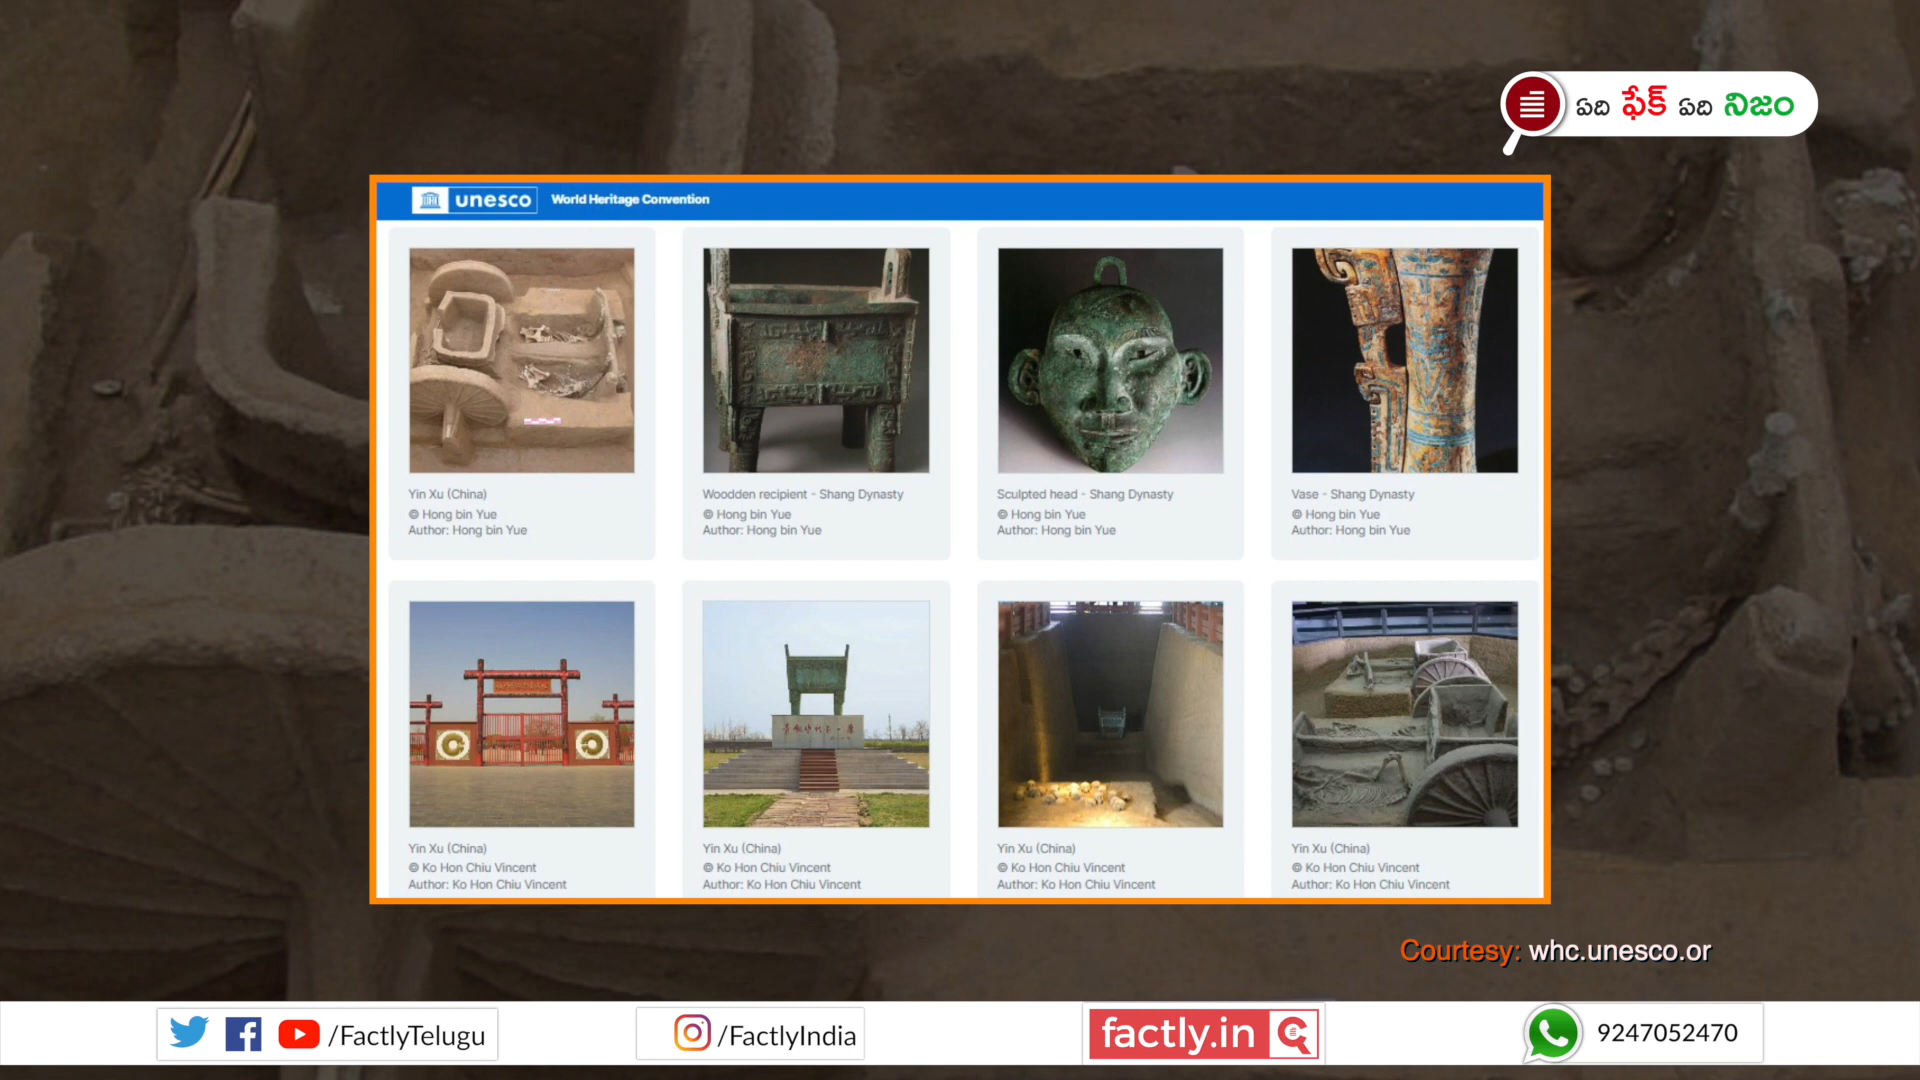 ఏది ఫేక్ ఏది నిజం
unesco World Heritage Convention
Yin Xu (China)
© Hong bin Yue
Author: Hong bin Yue
Woodden recipient - Shang Dynasty
© Hong bin Yue
Author: Hong bin Yue
Sculpted head - Shang Dynasty
© Hong bin Yue
Author: Hong bin Yue
Vase - Shang Dynasty
© Hong bin Yue
Author: Hong bin Yue
Yin Xu (China)
© Ko Hon Chiu Vincent
Author: Ko Hon Chiu Vincent
Yin Xu (China)
© Ko Hon Chiu Vincent
Author: Ko Hon Chiu Vincent
Yin Xu (China)
© Ko Hon Chiu Vincent
Author: Ko Hon Chiu Vincent
Yin Xu (China)
© Ko Hon Chiu Vincent
Author: Ko Hon Chiu Vincent
Courtesy: whc.unesco.or
/FactlyTelugu
/FactlyIndia
factly.in
9247052470